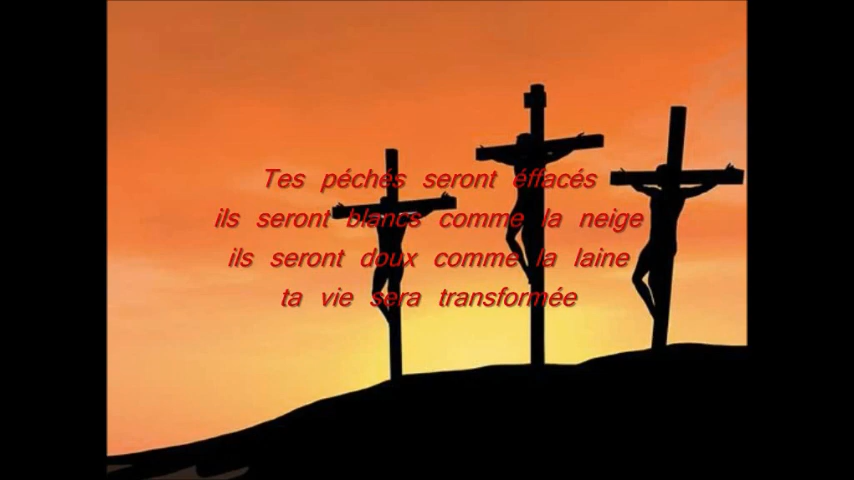 Tes péchés seront éffacés
ils seront blancs comme la neige
ils seront doux comme la laine
ta vie sera transformée